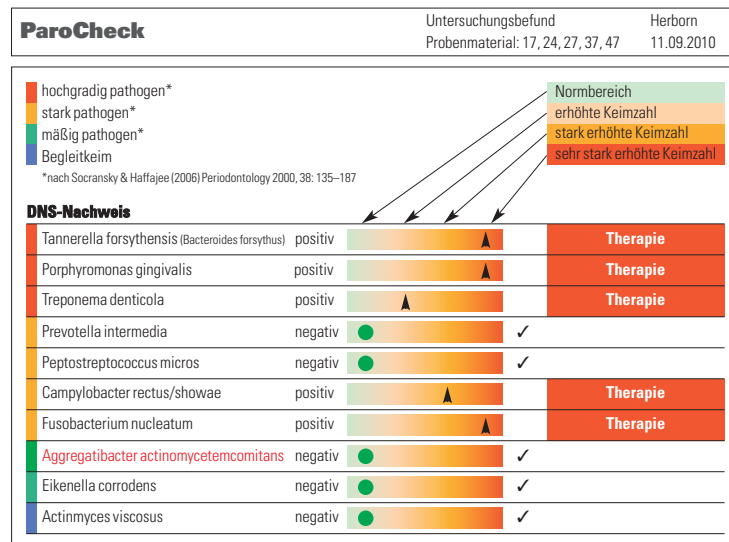 ParoCheck
Untersuchungsbefund Herborn
Probenmaterial: 17, 24, 27, 37, 47 11.09.2010
hochgradig pathogen*
stark pathogen*
mäßig pathogen*
Begleitkeim
*nach Socransky & Haffajee (2006) Periodontology 2000, 38: 135–187
Normbereich
erhöhte Keimzahl
stark erhöhte Keimzahl
sehr stark erhöhte Keimzahl
DNS-Nachweis
Tannerella forsythensis (Bacteroides forsythus) positiv Therapie
Porphyromonas gingivalis positiv Therapie
Treponema denticola positiv Therapie
Prevotella intermedia negativ ✓
Peptostreptococcus micros negativ ✓
Campylobacter rectus/showae positiv Therapie
Fusobacterium nucleatum positiv Therapie
Aggregatibacter actinomycetemcomitans negativ ✓
Eikenella corrodens negativ ✓
Actinmyces viscosus negativ ✓